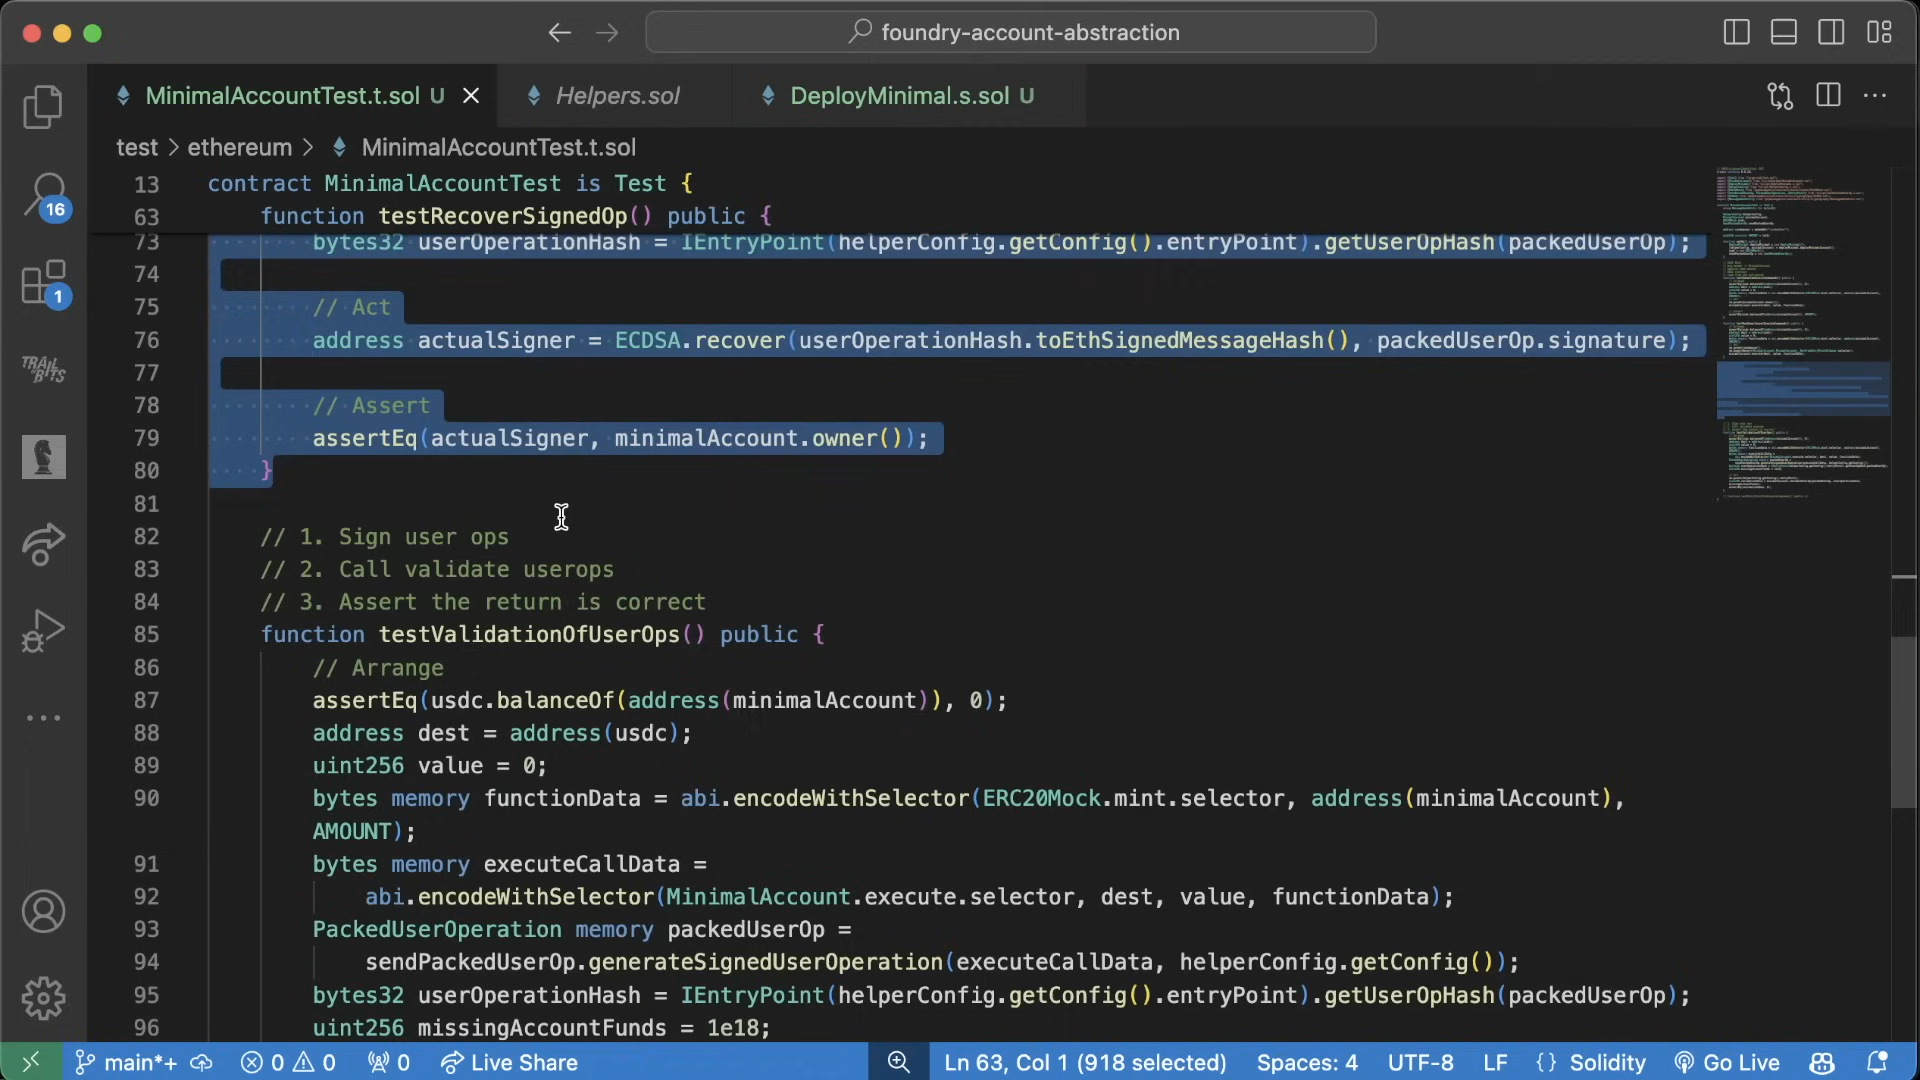 foundry-account-abstraction
MinimalAccountTest.t.sol U
Helpers.sol
DeployMinimal.s.sol U
test > ethereum > MinimalAccountTest.t.sol
13 contract MinimalAccountTest is Test {
63 function testRecoverSignedOp() public {
73 bytes32 userOperationHash = IEntryPoint(helperConfig.getConfig().entryPoint).getUserOpHash(packedUserOp);
74
75 // Act
76 address actualSigner = ECDSA.recover(userOperationHash.toEthSignedMessageHash(), packedUserOp.signature);
77
78 // Assert
79 assertEq(actualSigner, minimalAccount.owner());
80 }
81
82 // 1. Sign user ops
83 // 2. Call validate userops
84 // 3. Assert the return is correct
85 function testValidationOfUserOps() public {
86 // Arrange
87 assertEq(usdc.balanceOf(address(minimalAccount)), 0);
88 address dest = address(usdc);
89 uint256 value = 0;
90 bytes memory functionData = abi.encodeWithSelector(ERC20Mock.mint.selector, address(minimalAccount),
AMOUNT);
91 bytes memory executeCallData =
92 abi.encodeWithSelector(MinimalAccount.execute.selector, dest, value, functionData);
93 PackedUserOperation memory packedUserOp =
94 sendPackedUserOp.generateSignedUserOperation(executeCallData, helperConfig.getConfig());
95 bytes32 userOperationHash = IEntryPoint(helperConfig.getConfig().entryPoint).getUserOpHash(packedUserOp);
96 uint256 missingAccountFunds = 1e18;
16
1
TRAIL OF BITS
main*+ 0 0 0 Live Share Ln 63, Col 1 (918 selected) Spaces: 4 UTF-8 LF {} Solidity Go Live